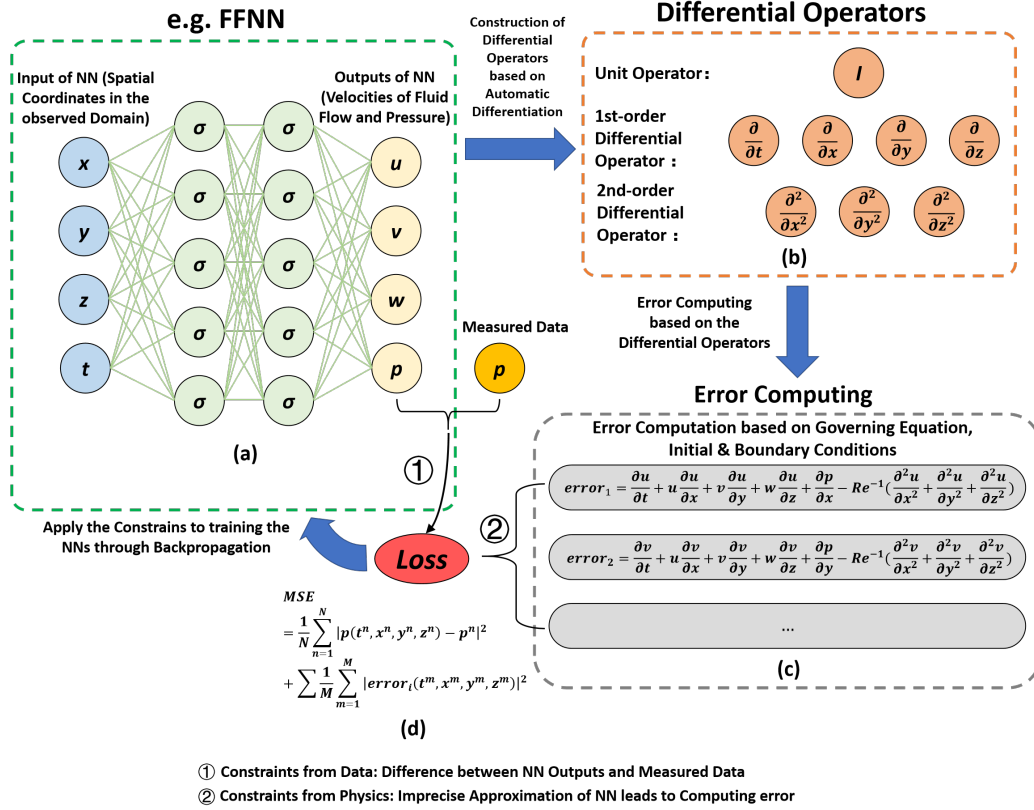 e.g. FFNN
Input of NN (Spatial
Coordinates in the
observed Domain)
Outputs of NN
(Velocities of Fluid
Flow and Pressure)
x
y
z
t
σ
σ
σ
σ
σ
σ
σ
σ
σ
σ
u
v
w
p
(a)
Measured Data
p
Construction of
Differential
Operators
based on
Automatic
Differentiation
Differential Operators
Unit Operator：
I
1st-order
Differential
Operator：
∂/∂t
∂/∂x
∂/∂y
∂/∂z
2nd-order
Differential
Operator：
∂²/∂x²
∂²/∂y²
∂²/∂z²
(b)
Error Computing
based on the
Differential Operators
Error Computing
Error Computation based on Governing Equation,
Initial & Boundary Conditions
error₁ = ∂u/∂t + u ∂u/∂x + v ∂u/∂y + w ∂u/∂z + ∂p/∂x − Re⁻¹(∂²u/∂x² + ∂²u/∂y² + ∂²u/∂z²)
error₂ = ∂v/∂t + u ∂v/∂x + v ∂v/∂y + w ∂v/∂z + ∂p/∂y − Re⁻¹(∂²v/∂x² + ∂²v/∂y² + ∂²v/∂z²)
...
(c)
①
②
Apply the Constrains to training the
NNs through Backpropagation
Loss
MSE
= 1/N ∑ₙ₌₁ᴺ |p(tⁿ, xⁿ, yⁿ, zⁿ) − pⁿ|²
+ ∑ 1/M ∑ₘ₌₁ᴹ |errorᵢ(tᵐ, xᵐ, yᵐ, zᵐ)|²
(d)
① Constraints from Data: Difference between NN Outputs and Measured Data
② Constraints from Physics: Imprecise Approximation of NN leads to Computing error